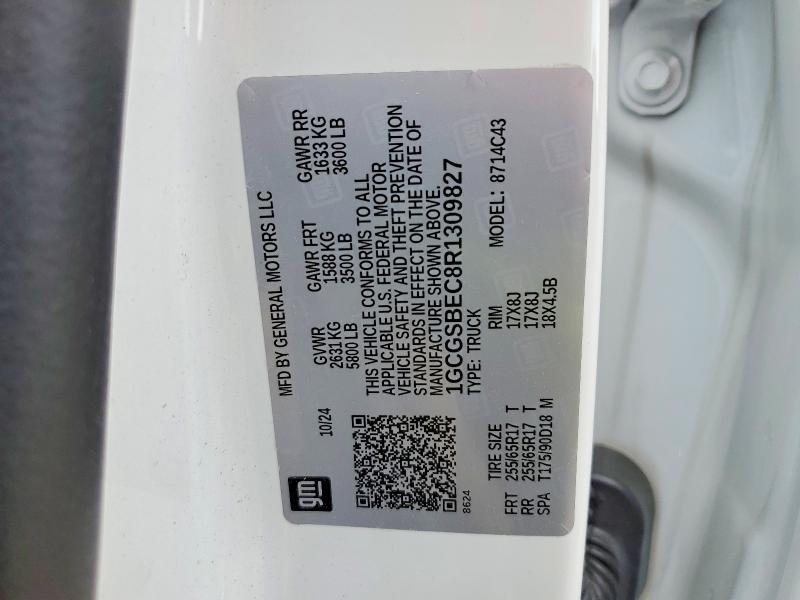 gm
MFD BY GENERAL MOTORS LLC
10/24
GVWR GAWR FRT GAWR RR
2631 KG 1588 KG 1633 KG
5800 LB 3500 LB 3600 LB
THIS VEHICLE CONFORMS TO ALL
APPLICABLE U.S. FEDERAL MOTOR
VEHICLE SAFETY AND THEFT PREVENTION
STANDARDS IN EFFECT ON THE DATE OF
MANUFACTURE SHOWN ABOVE.
1GCGSBEC8R1309827
TYPE: TRUCK
MODEL: 8714C43
8624
TIRE SIZE RIM
FRT 255/65R17 T 17X8J
RR 255/65R17 T 17X8J
SPA T175/90D18 M 18X4.5B